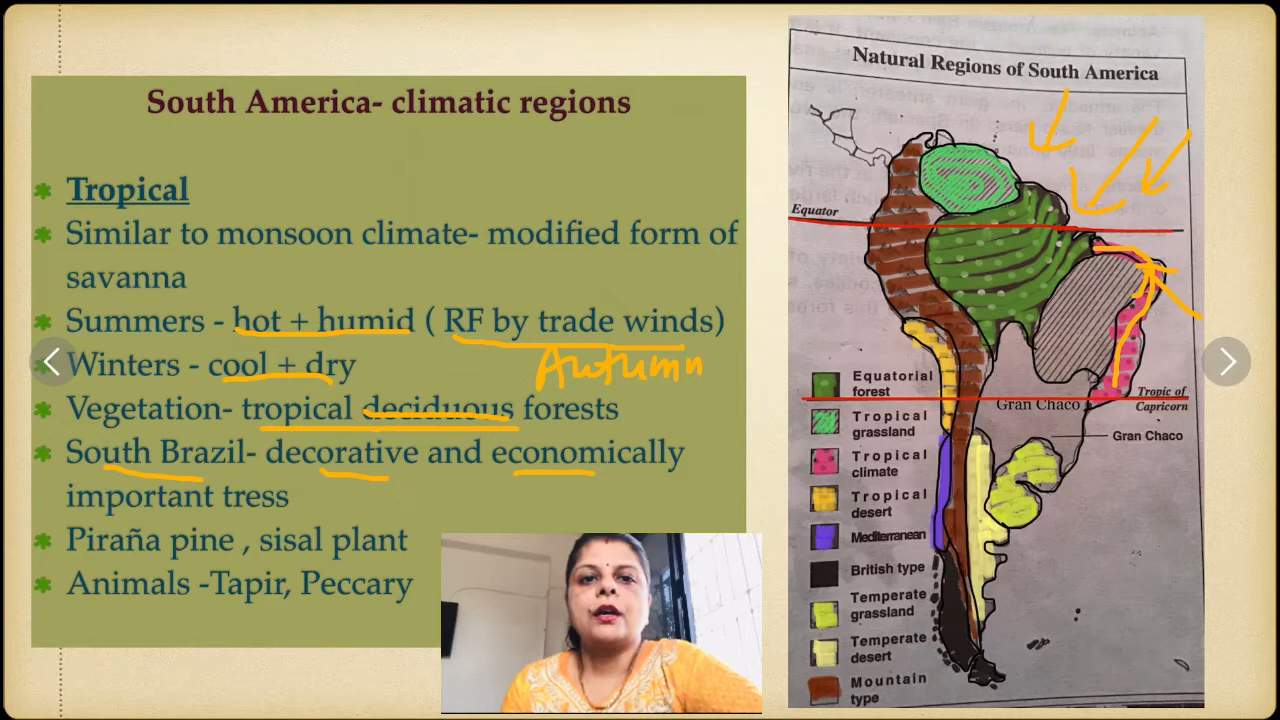 South America- climatic regions
Tropical
Similar to monsoon climate- modified form of
savanna
Summers - hot + humid ( RF by trade winds)
Autumn
Winters - cool + dry
Vegetation- tropical deciduous forests
South Brazil- decorative and economically
important tress
Piraña pine , sisal plant
Animals -Tapir, Peccary
Natural Regions of South America
Equator
Tropic of
Capricorn
Gran Chaco
Gran Chaco
Equatorial
forest
Tropical
grassland
Tropical
climate
Tropical
desert
Mediterranean
British type
Temperate
grassland
Temperate
desert
Mountain
type